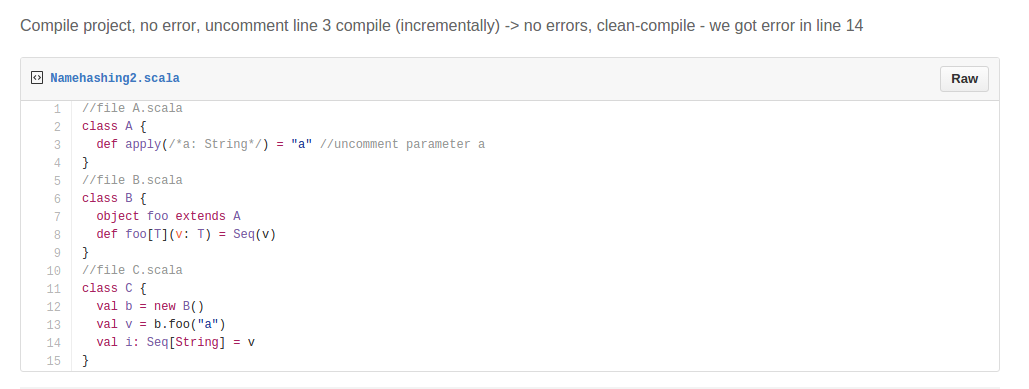 Compile project, no error, uncomment line 3 compile (incrementally) -> no errors, clean-compile - we got error in line 14
Namehashing2.scala Raw
1 //file A.scala
2 class A {
3   def apply(/*a: String*/) = "a" //uncomment parameter a
4 }
5 //file B.scala
6 class B {
7   object foo extends A
8   def foo[T](v: T) = Seq(v)
9 }
10 //file C.scala
11 class C {
12   val b = new B()
13   val v = b.foo("a")
14   val i: Seq[String] = v
15 }